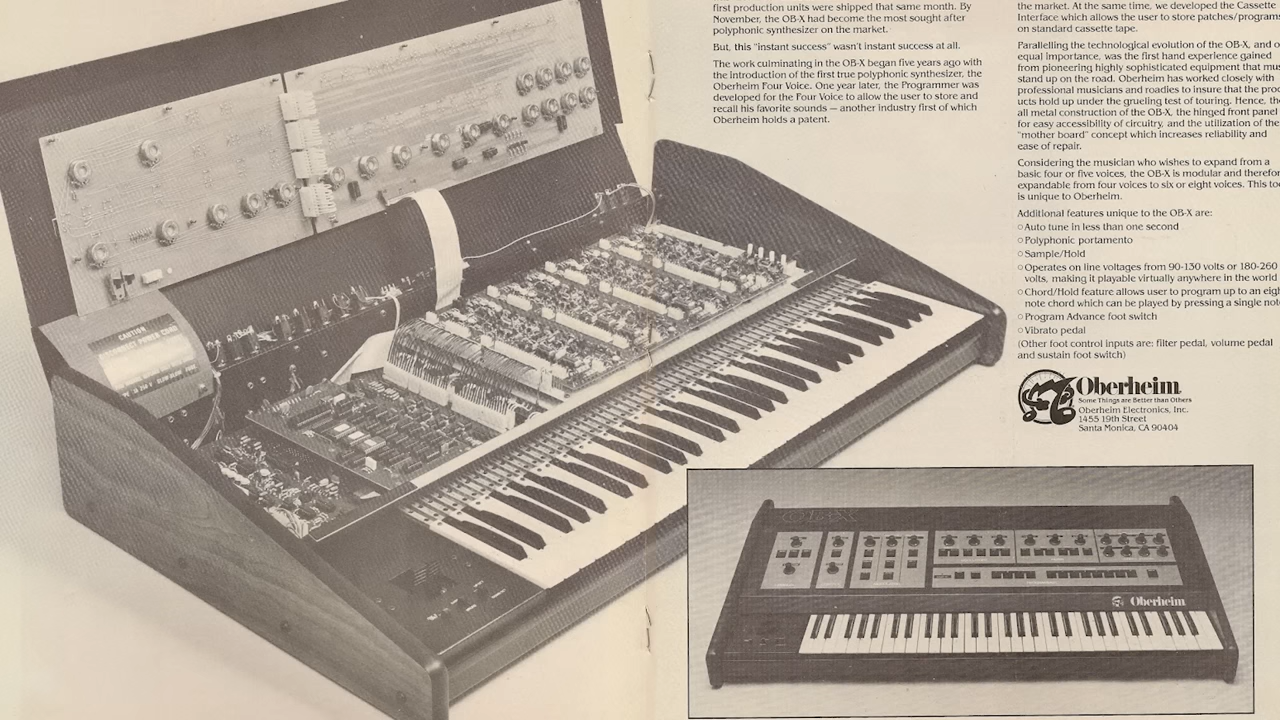 first production units were shipped that same month. By
November, the OB-X had become the most sought after
polyphonic synthesizer on the market.
But, this "instant success" wasn't instant success at all.
The work culminating in the OB-X began five years ago with
the introduction of the first true polyphonic synthesizer, the
Oberheim Four Voice. One year later, the Programmer was
developed for the Four Voice to allow the user to store and
recall his favorite sounds — another industry first of which
Oberheim holds a patent.
the market. At the same time, we developed the Cassette
Interface which allows the user to store patches/programs
on standard cassette tape.
Parallelling the technological evolution of the OB-X, and of
equal importance, was the first hand experience gained
from pioneering highly sophisticated equipment that must
stand up on the road. Oberheim has worked closely with
professional musicians and roadies to insure that the prod
ucts hold up under the grueling test of touring. Hence, the
all metal construction of the OB-X, the hinged front panel
for easy accessibility of circuitry, and the utilization of the
"mother board" concept which increases reliability and
ease of repair.
Considering the musician who wishes to expand from a
basic four or five voices, the OB-X is modular and therefor
expandable from four voices to six or eight voices. This too
is unique to Oberheim.
Additional features unique to the OB-X are:
○ Auto tune in less than one second
○ Polyphonic portamento
○ Sample/Hold
○ Operates on line voltages from 90-130 volts or 180-260
volts, making it playable virtually anywhere in the world
○ Chord/Hold feature allows user to program up to an eigh
note chord which can be played by pressing a single not
○ Program Advance foot switch
○ Vibrato pedal
(Other foot control inputs are: filter pedal, volume pedal
and sustain foot switch)
Oberheim
Some Things are Better than Others
Oberheim Electronics, Inc.
1455 19th Street
Santa Monica, CA 90404
CAUTION
OB-X
Oberheim